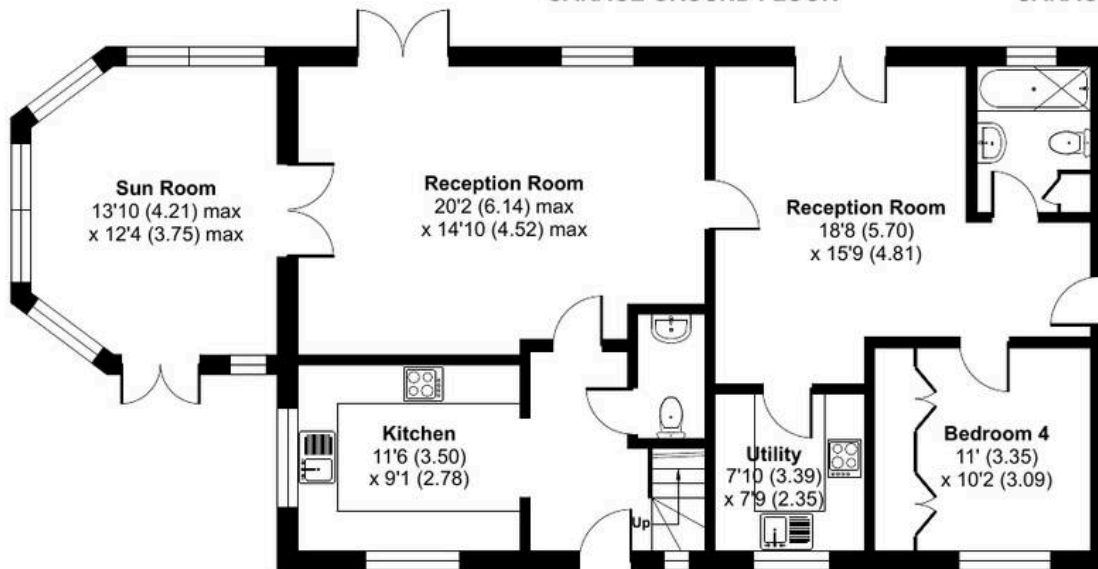 Sun Room
13'10 (4.21) max
x 12'4 (3.75) max
Reception Room
20'2 (6.14) max
x 14'10 (4.52) max
Reception Room
18'8 (5.70)
x 15'9 (4.81)
Kitchen
11'6 (3.50)
x 9'1 (2.78)
Up
Utility
7'10 (3.39)
x 7'9 (2.35)
Bedroom 4
11' (3.35)
x 10'2 (3.09)